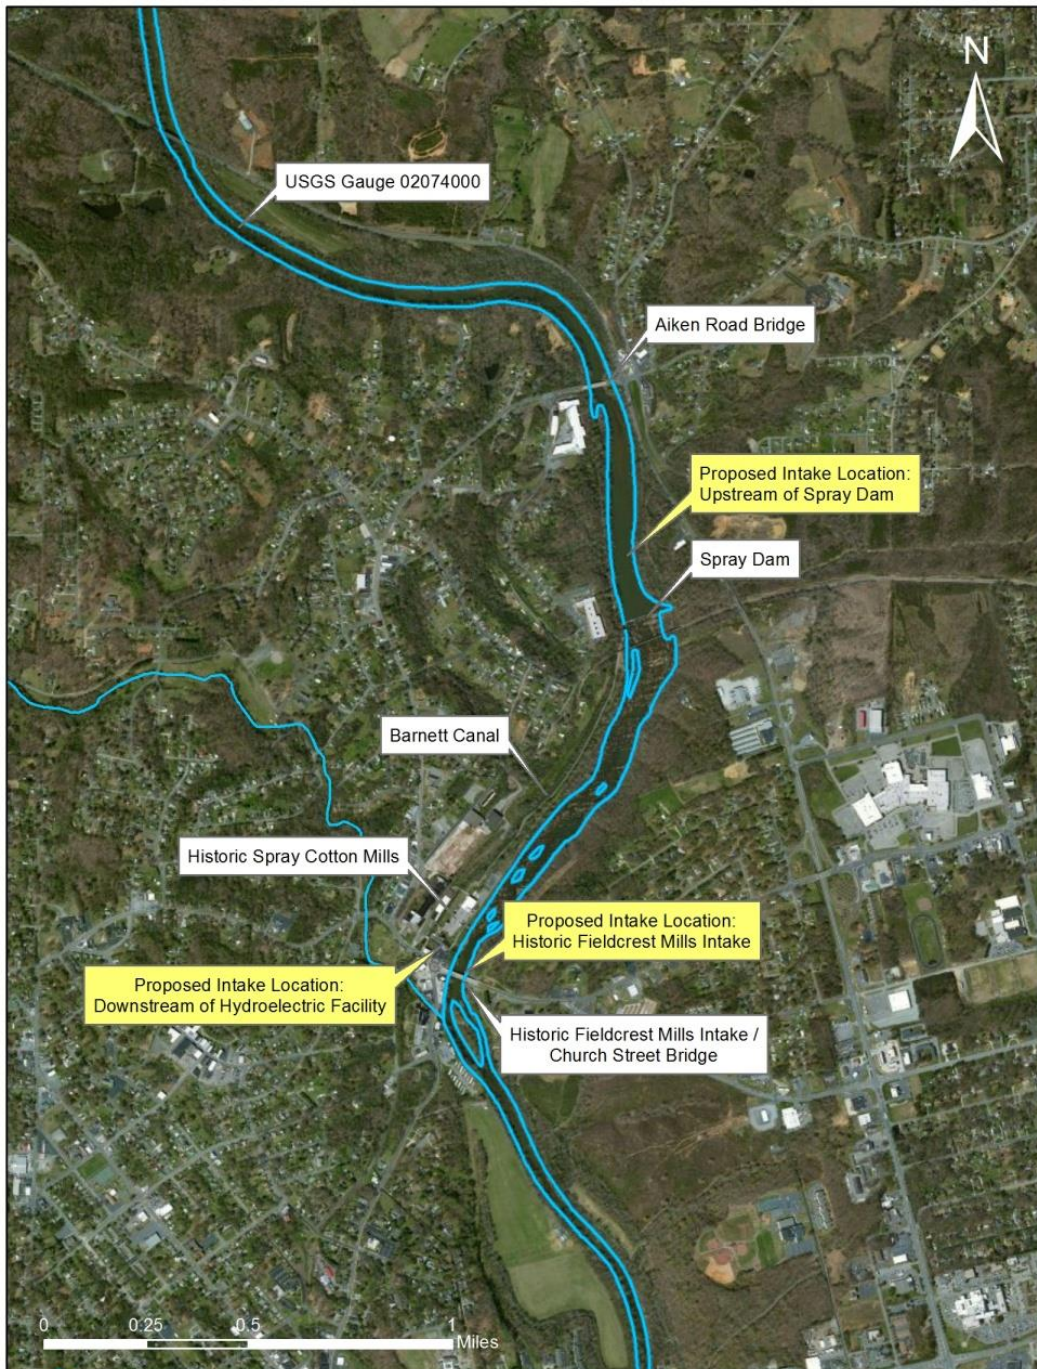 N
USGS Gauge 02074000
Aiken Road Bridge
Proposed Intake Location:
Upstream of Spray Dam
Spray Dam
Barnett Canal
Historic Spray Cotton Mills
Proposed Intake Location:
Historic Fieldcrest Mills Intake
Proposed Intake Location:
Downstream of Hydroelectric Facility
Historic Fieldcrest Mills Intake /
Church Street Bridge
0 0.25 0.5 1
Miles